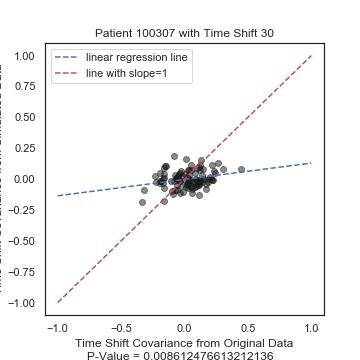 Patient 100307 with Time Shift 30
linear regression line
line with slope=1
1.00
0.75
0.50
0.25
0.00
−0.25
−0.50
−0.75
−1.00
−1.0
−0.5
0.0
0.5
1.0
Time Shift Covariance from Original Data
P-Value = 0.008612476613212136